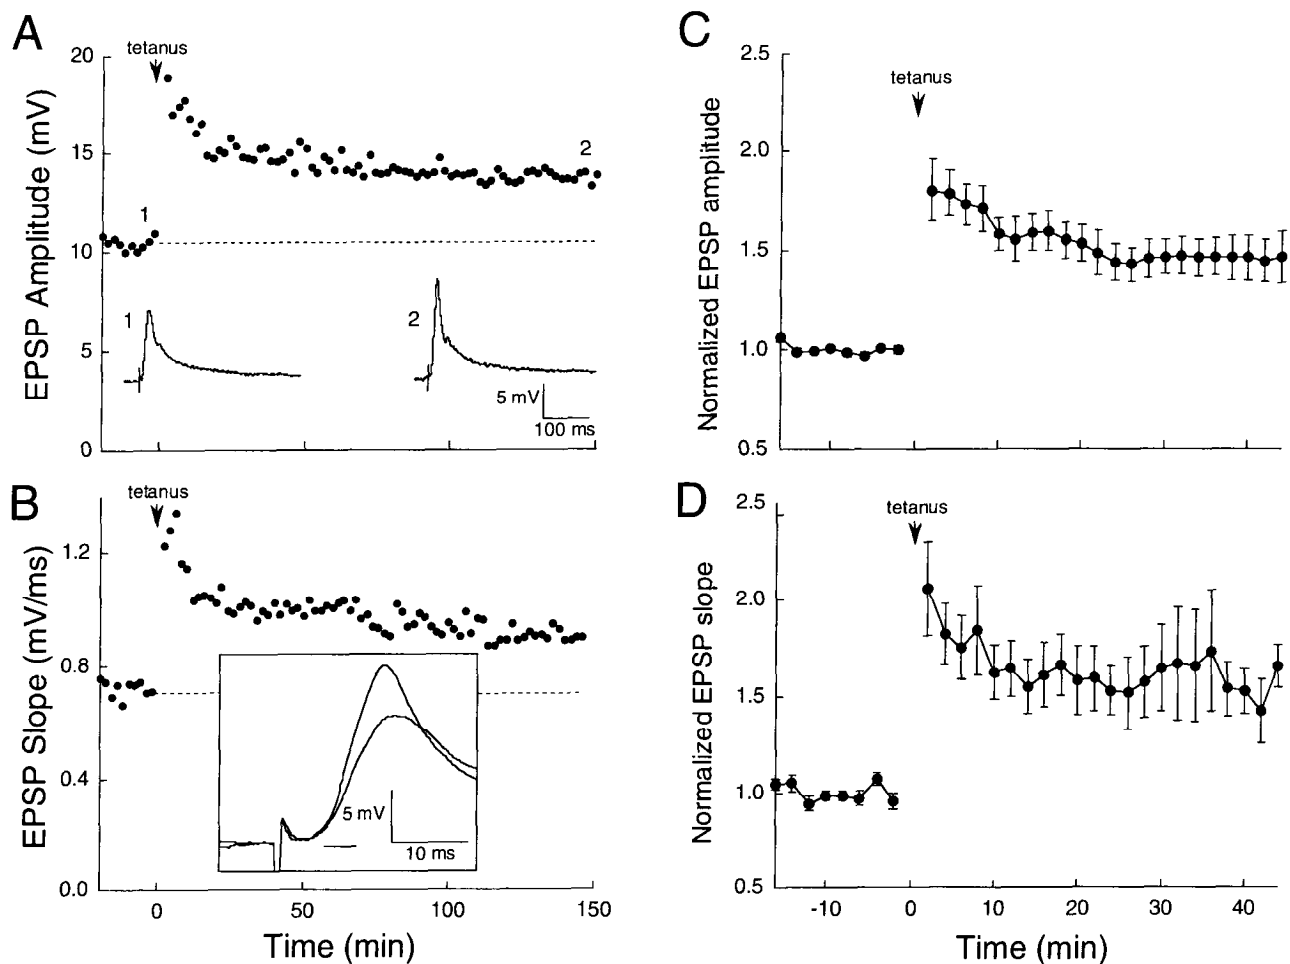 A
tetanus
20
15
10
5
0
EPSP Amplitude (mV)
1
2
1
2
5 mV
100 ms
B
tetanus
1.2
0.8
0.4
0.0
EPSP Slope (mV/ms)
5 mV
10 ms
0
50
100
150
Time (min)
C
tetanus
2.5
2.0
1.5
1.0
0.5
Normalized EPSP amplitude
D
tetanus
2.5
2.0
1.5
1.0
0.5
Normalized EPSP slope
-10
0
10
20
30
40
Time (min)